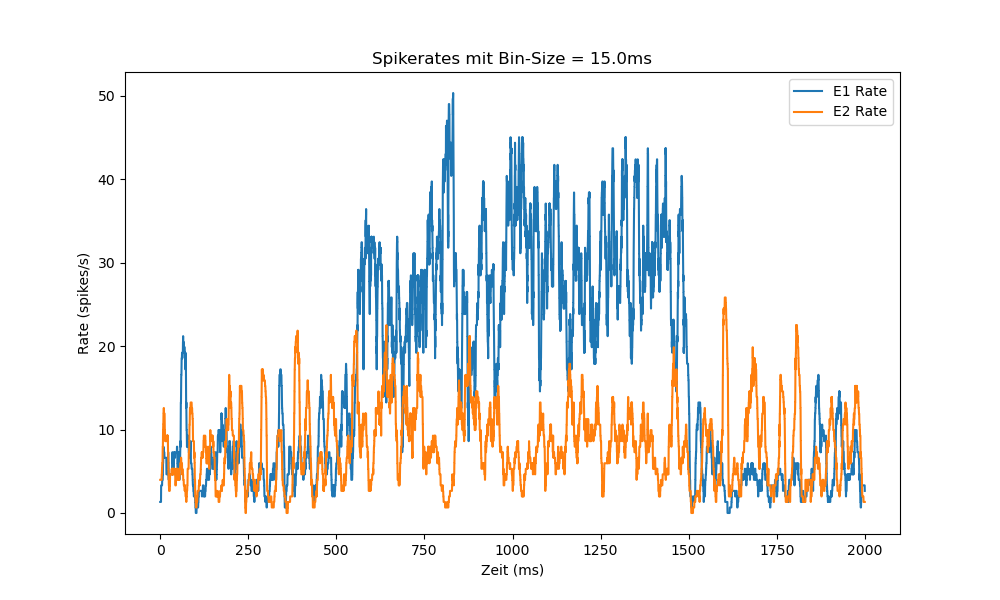 Spikerates mit Bin-Size = 15.0ms
E1 Rate
E2 Rate
50
40
30
20
10
0
Rate (spikes/s)
0 250 500 750 1000 1250 1500 1750 2000
Zeit (ms)